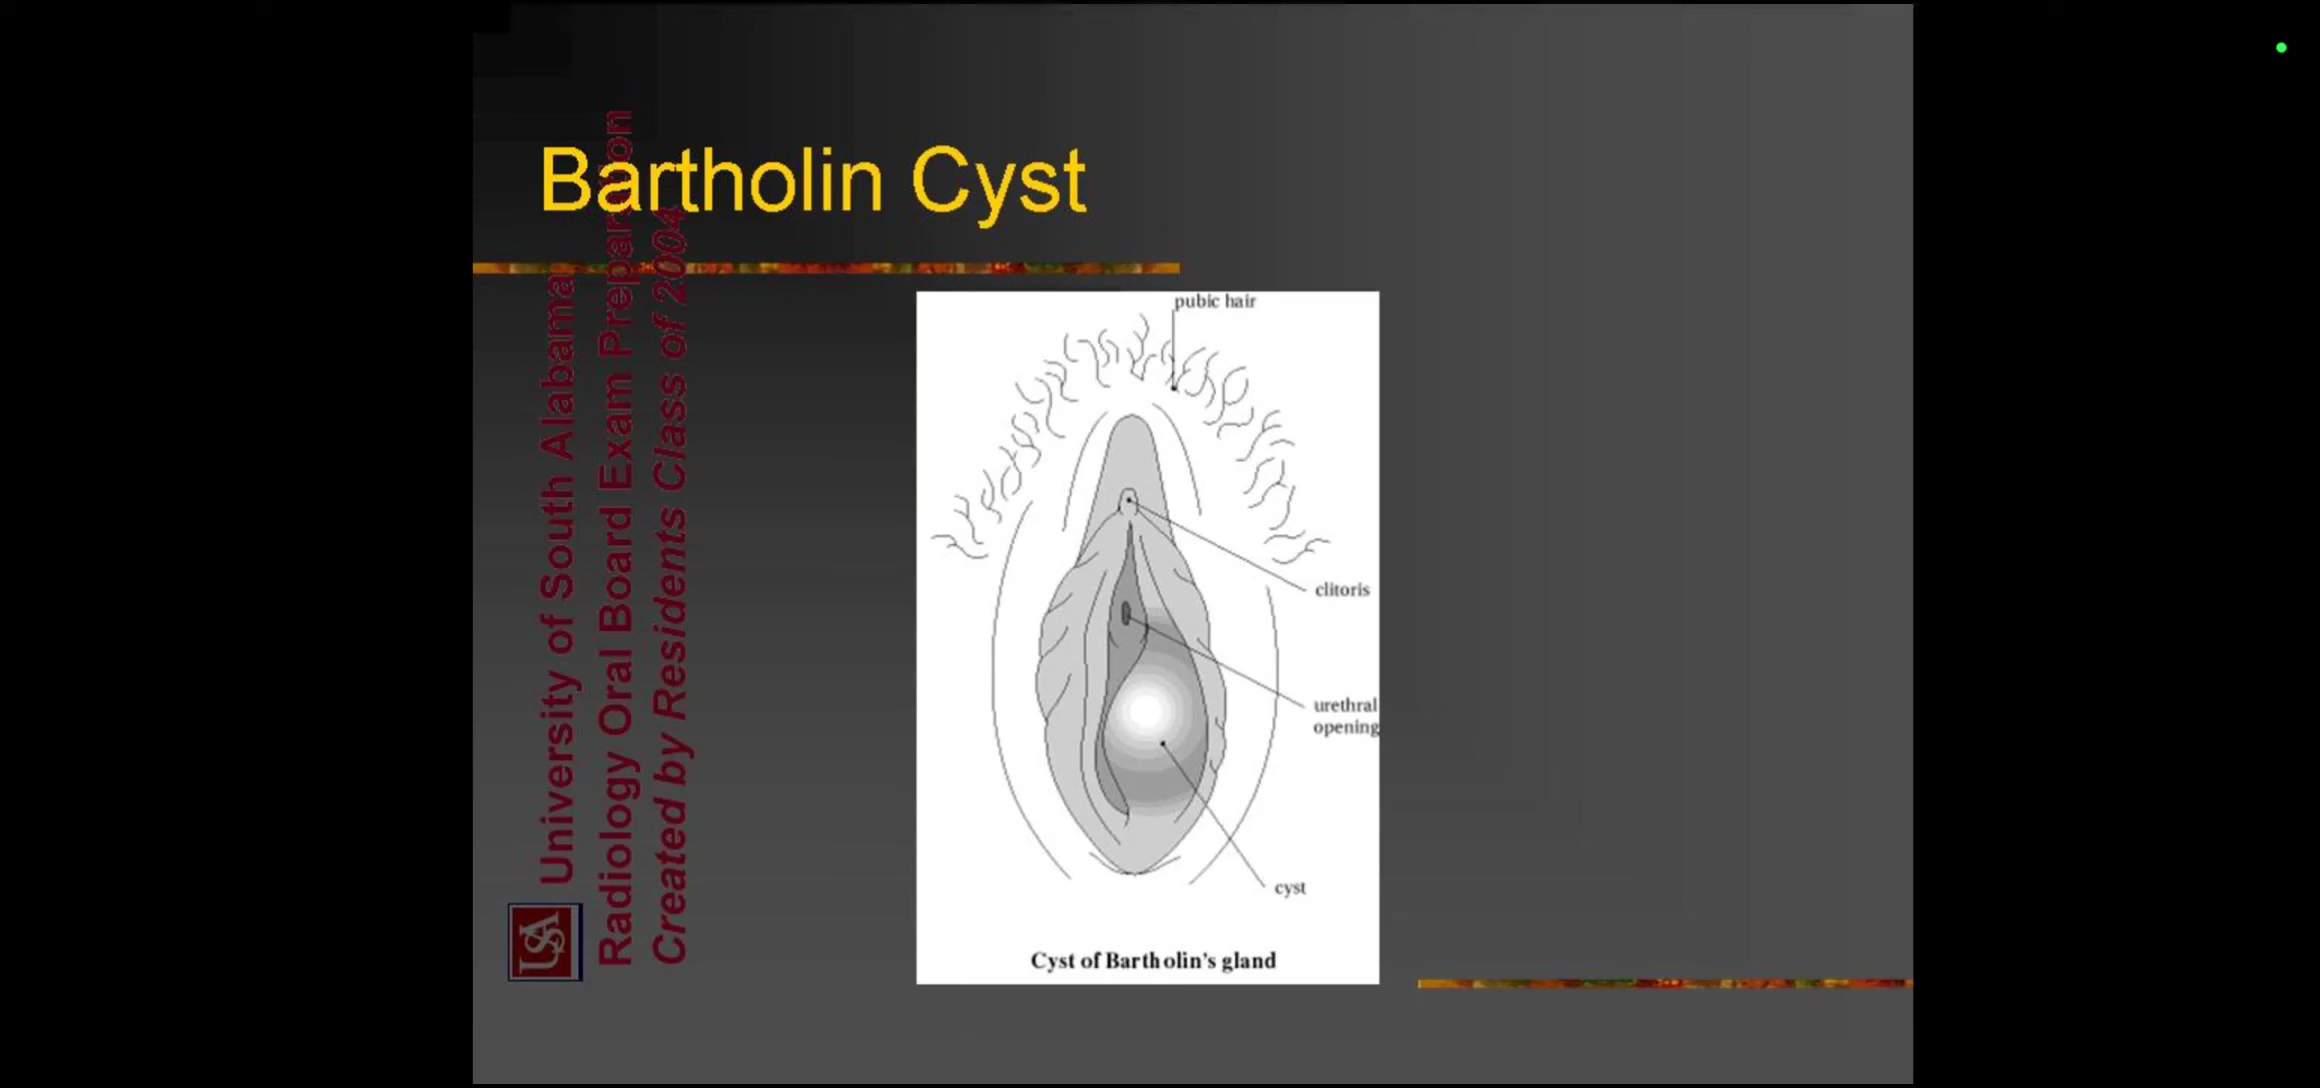 Bartholin Cyst
University of South Alabama
Radiology Oral Board Exam Preparation
Created by Residents Class of 2004
USA
pubic hair
clitoris
urethral
opening
cyst
Cyst of Bartholin's gland